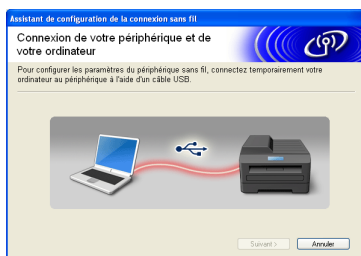 Assistant de configuration de la connexion sans fil
Connexion de votre périphérique et de
votre ordinateur
Pour configurer les paramètres du périphérique sans fil, connectez temporairement votre
ordinateur au périphérique à l'aide d'un câble USB.
Suivant >
Annuler